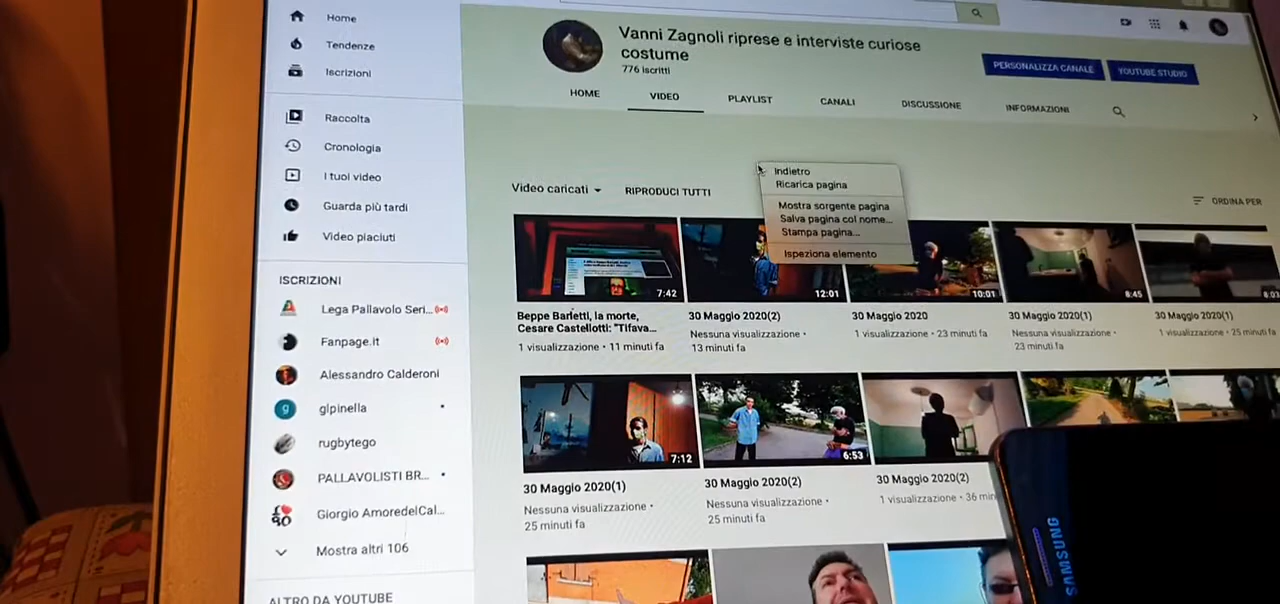 Home
Tendenze
Iscrizioni
Raccolta
Cronologia
I tuoi video
Guarda più tardi
Video piaciuti
ISCRIZIONI
Lega Pallavolo Seri...
Fanpage.it
Alessandro Calderoni
g
glpinella
rugbytego
PALLAVOLISTI BR...
Giorgio AmoredelCal...
Mostra altri 106
ALTRO DA YOUTUBE
Vanni Zagnoli riprese e interviste curiose
costume
776 iscritti
PERSONALIZZA CANALE
YOUTUBE STUDIO
HOME
VIDEO
PLAYLIST
CANALI
DISCUSSIONE
INFORMAZIONI
Video caricati
RIPRODUCI TUTTI
ORDINA PER
Indietro
Ricarica pagina
Mostra sorgente pagina
Salva pagina col nome...
Stampa pagina...
Ispeziona elemento
7:42
12:01
10:01
8:45
8:03
Beppe Barletti, la morte,
Cesare Castellotti: "Tifava...
1 visualizzazione • 11 minuti fa
30 Maggio 2020(2)
Nessuna visualizzazione •
13 minuti fa
30 Maggio 2020
1 visualizzazione • 23 minuti fa
30 Maggio 2020(1)
Nessuna visualizzazione •
23 minuti fa
30 Maggio 2020(1)
1 visualizzazione • 25 minuti fa
7:12
6:53
30 Maggio 2020(1)
Nessuna visualizzazione •
25 minuti fa
30 Maggio 2020(2)
Nessuna visualizzazione •
25 minuti fa
30 Maggio 2020(2)
1 visualizzazione • 36 min
SAMSUNG